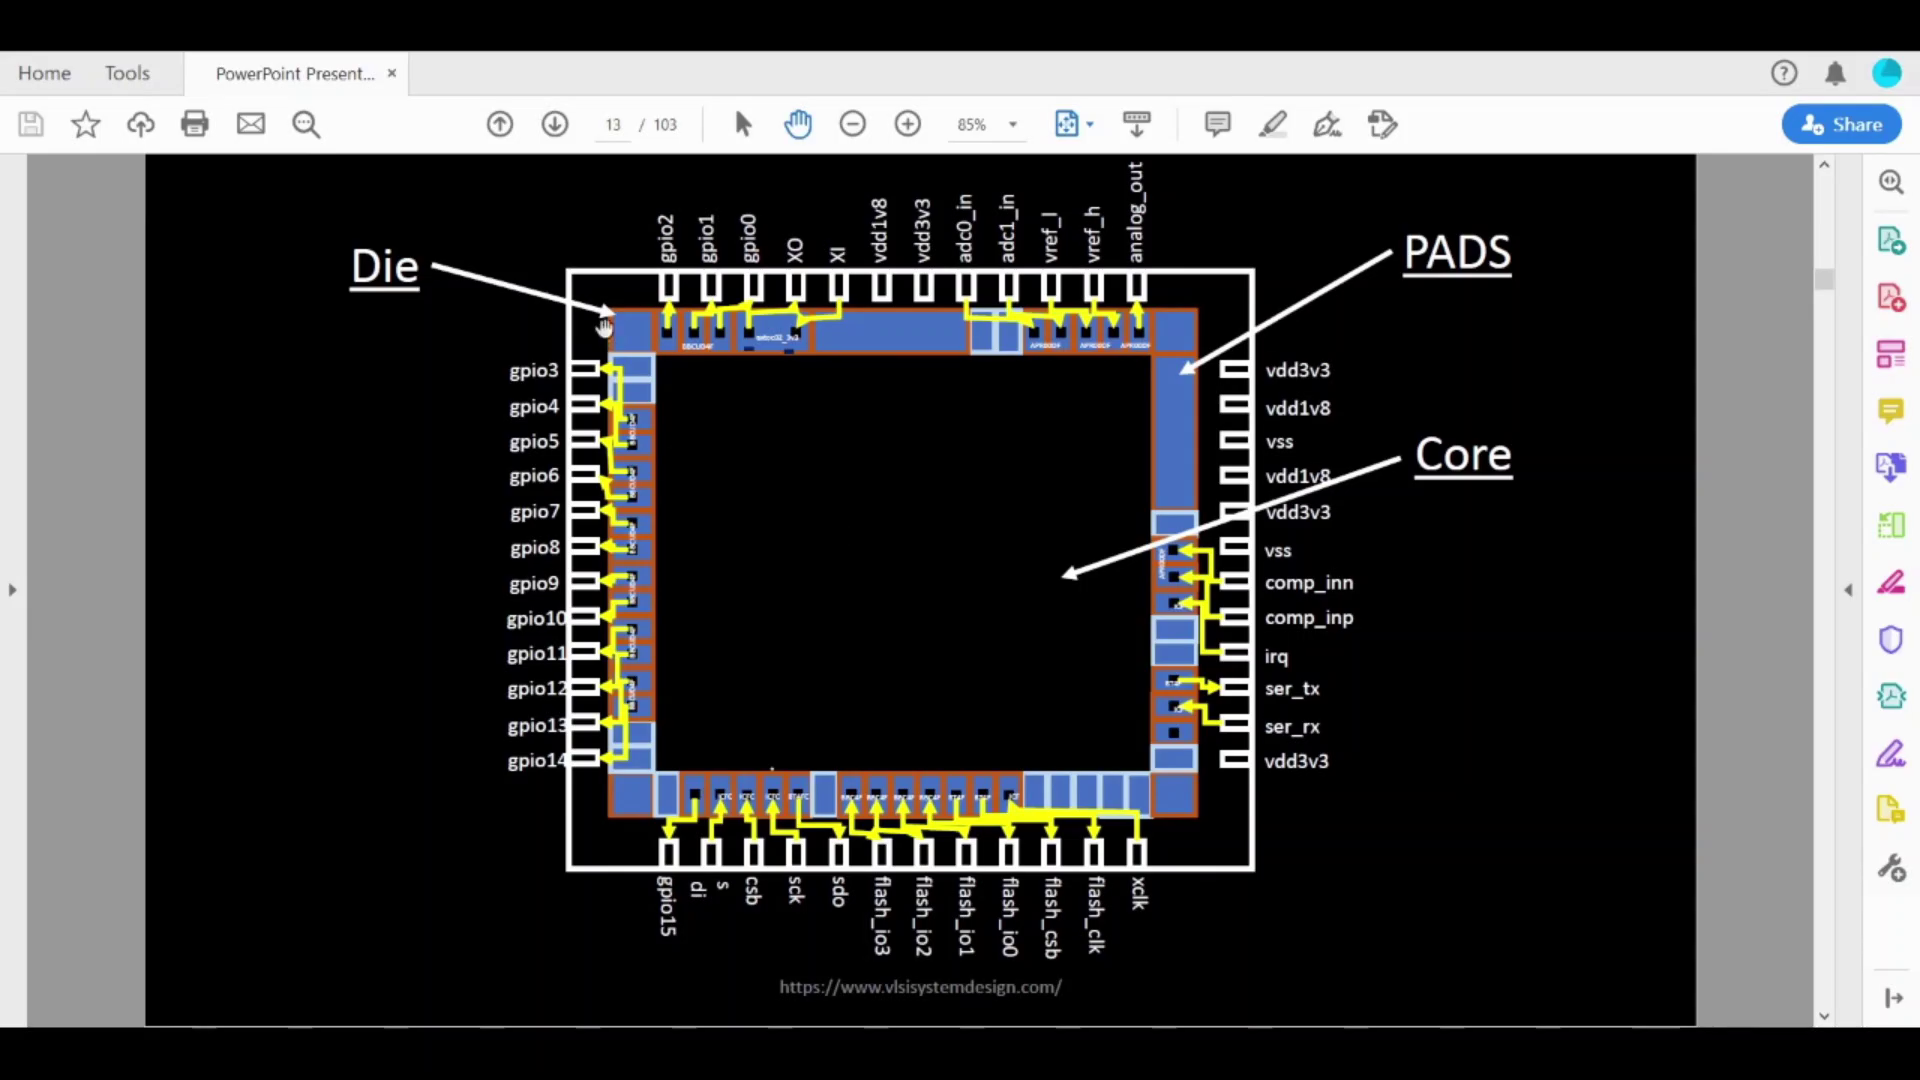 Home
Tools
PowerPoint Present... ×
13 / 103
85%
Share
gpio2
gpio1
gpio0
XO
XI
vdd1v8
vdd3v3
adc0_in
adc1_in
vref_l
vref_h
analog_out
Die
PADS
Core
gpio3
gpio4
gpio5
gpio6
gpio7
gpio8
gpio9
gpio10
gpio11
gpio12
gpio13
gpio14
vdd3v3
vdd1v8
vss
vdd1v8
vdd3v3
vss
comp_inn
comp_inp
irq
ser_tx
ser_rx
vdd3v3
gpio15
di
s
csb
sck
sdo
flash_io3
flash_io2
flash_io1
flash_io0
flash_csb
flash_clk
xclk
https://www.vlsisystemdesign.com/